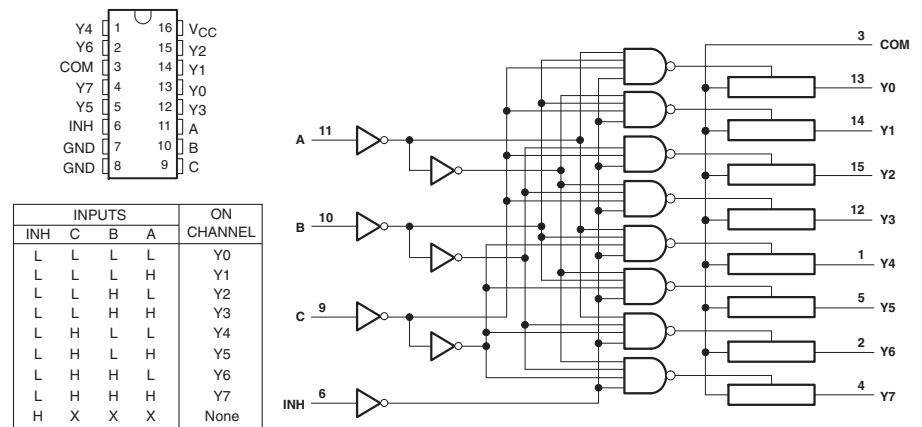 Y4 1 16 VCC
Y6 2 15 Y2
COM 3 14 Y1
Y7 4 13 Y0
Y5 5 12 Y3
INH 6 11 A
GND 7 10 B
GND 8 9 C
INPUTS ON CHANNEL
INH C B A
L L L L Y0
L L L H Y1
L L H L Y2
L L H H Y3
L H L L Y4
L H L H Y5
L H H L Y6
L H H H Y7
H X X X None
A 11
B 10
C 9
INH 6
3 COM
13 Y0
14 Y1
15 Y2
12 Y3
1 Y4
5 Y5
2 Y6
4 Y7